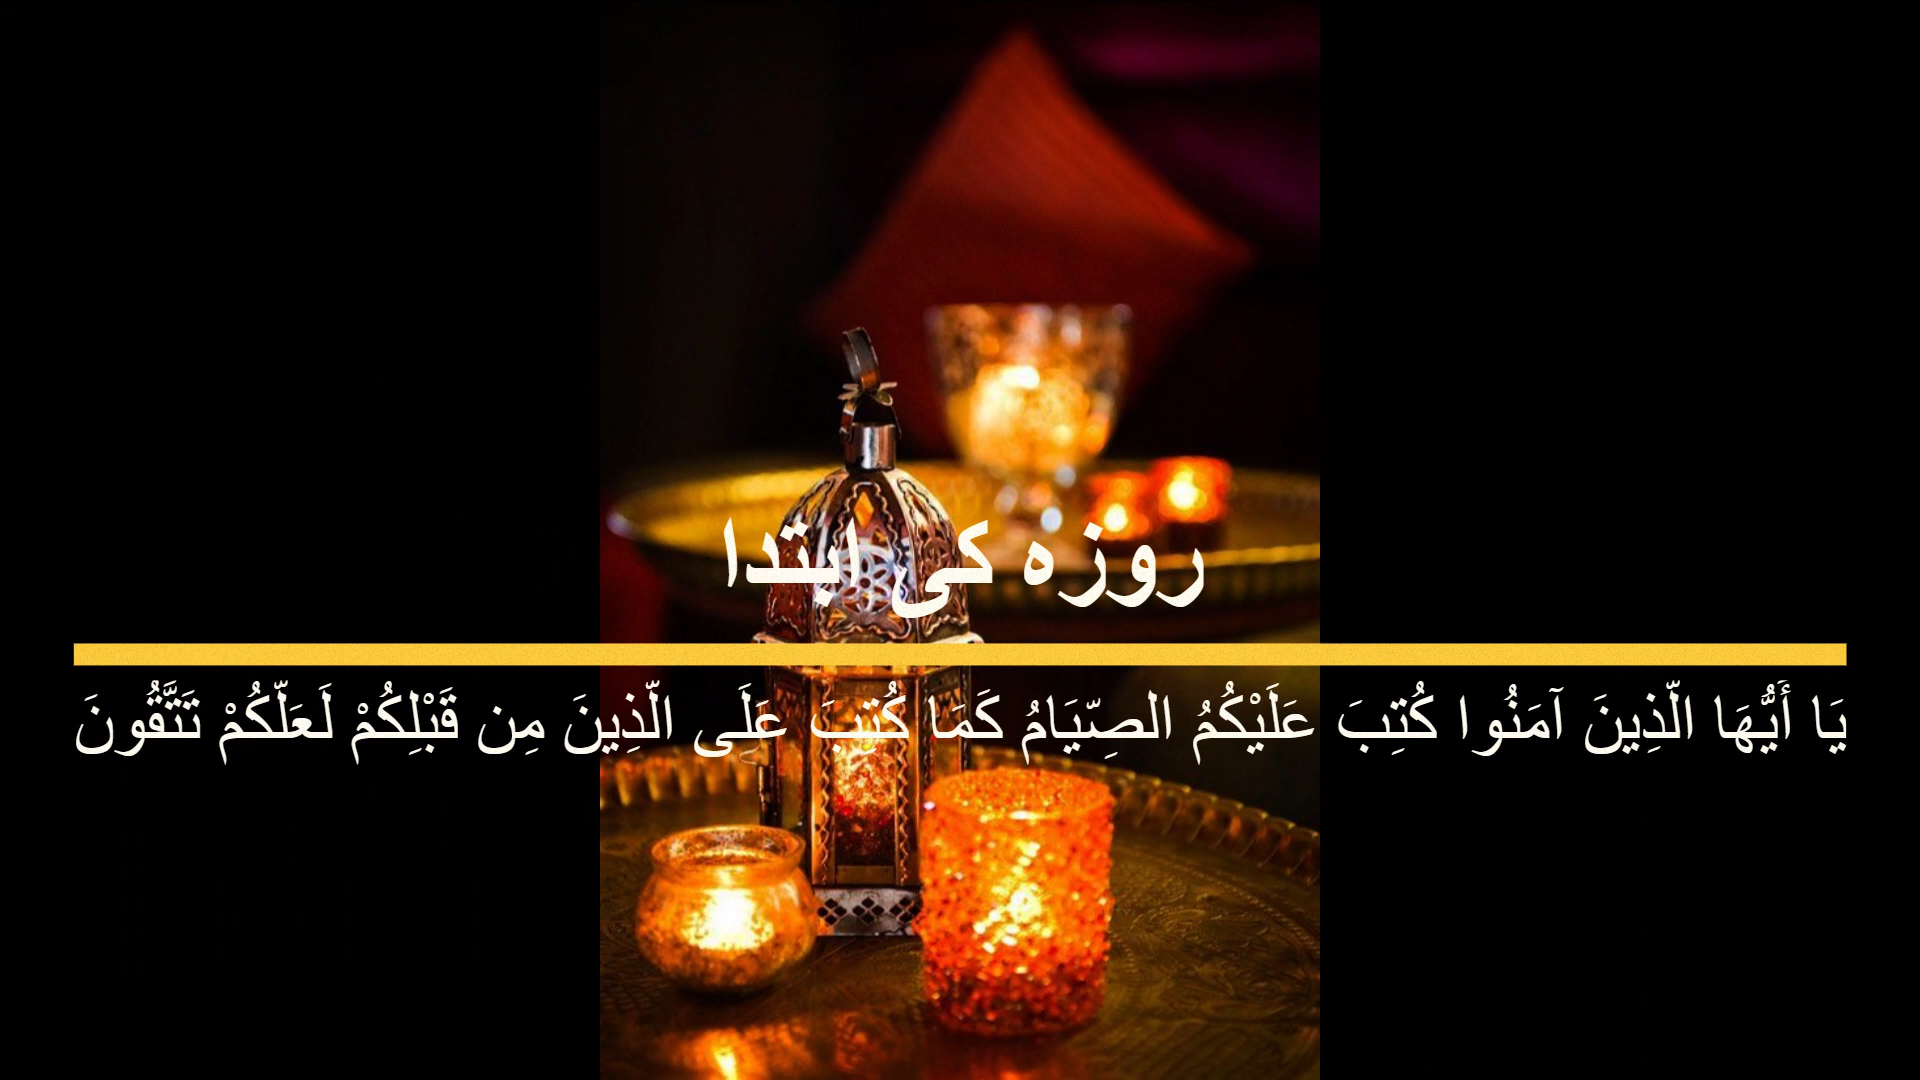 روزہ کی ابتدا
يَا أَيُّهَا الَّذِينَ آمَنُوا كُتِبَ عَلَيْكُمُ الصِّيَامُ كَمَا كُتِبَ عَلَى الَّذِينَ مِن قَبْلِكُمْ لَعَلَّكُمْ تَتَّقُونَ